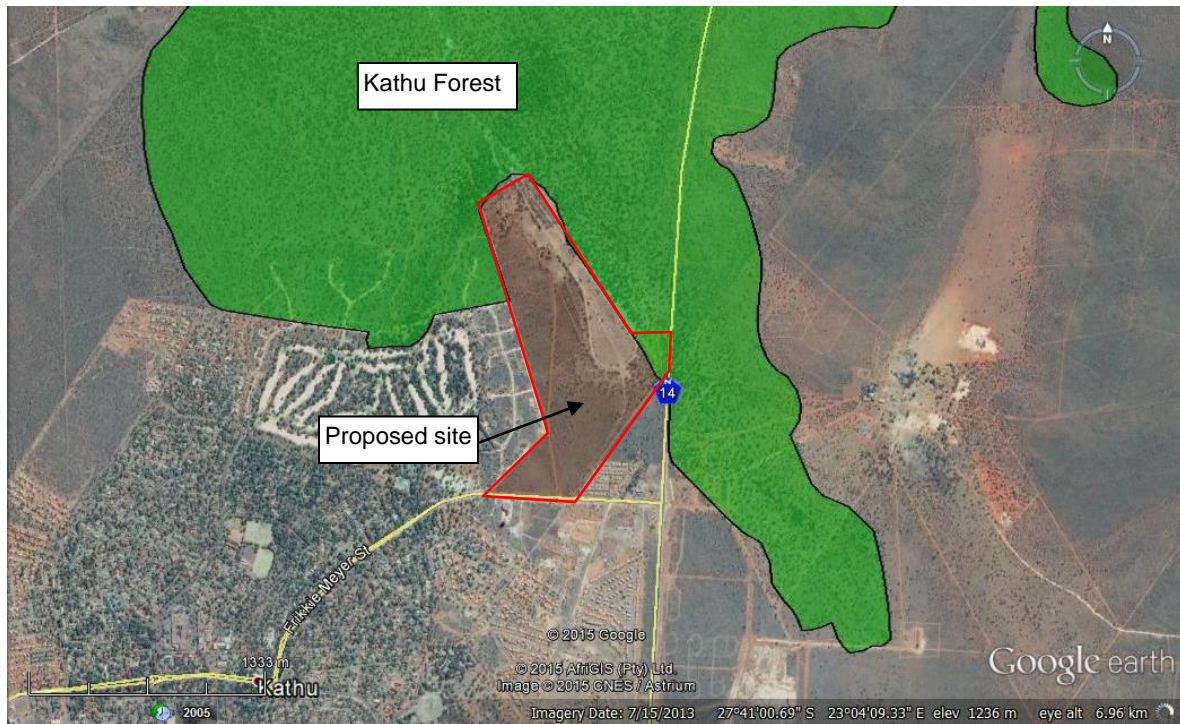 N
Kathu Forest
14
Proposed site
Erikkie Meyer St
© 2015 Google
1333 m
© 2015 AfriGIS (Pty) Ltd.
Image © 2015 CNES / Astrium
Google earth
Kathu
2005
Imagery Date: 7/15/2013 27°41'00.69" S 23°04'09.33" E elev 1236 m eye alt 6.96 km